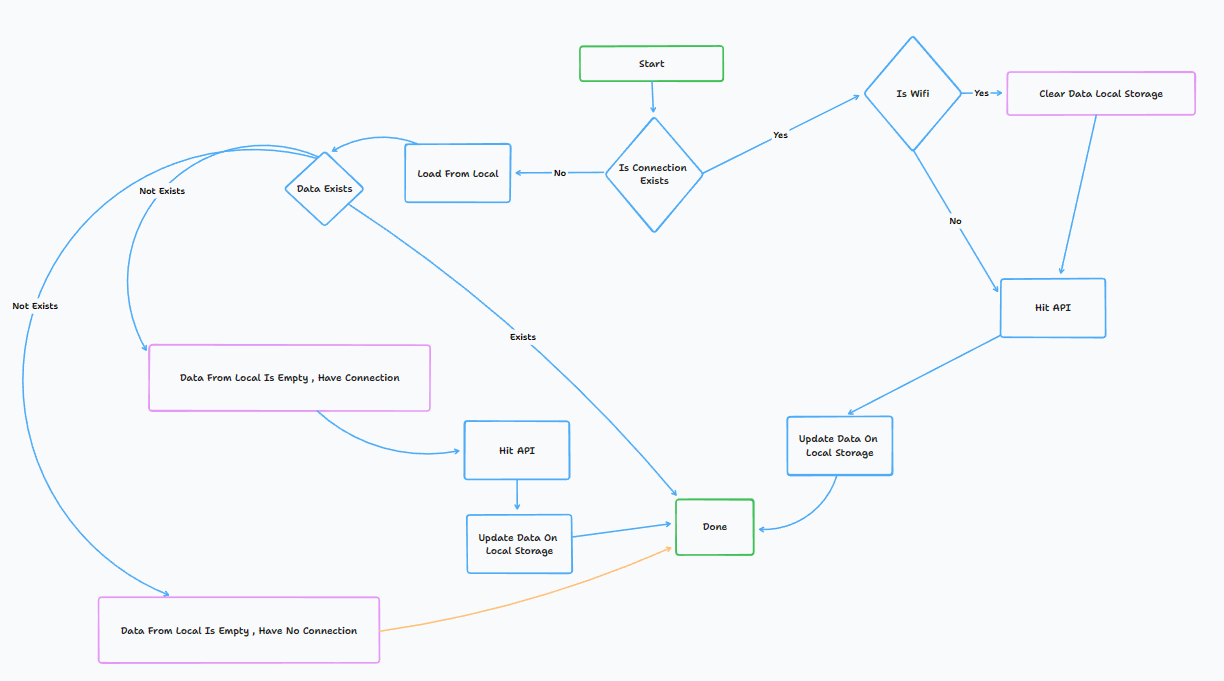 Start
Is Wifi
Yes
Clear Data Local Storage
Yes
Is Connection
Exists
No
Load From Local
Data Exists
Not Exists
No
Not Exists
Hit API
Exists
Data From Local Is Empty , Have Connection
Update Data On
Local Storage
Hit API
Done
Update Data On
Local Storage
Data From Local Is Empty , Have No Connection